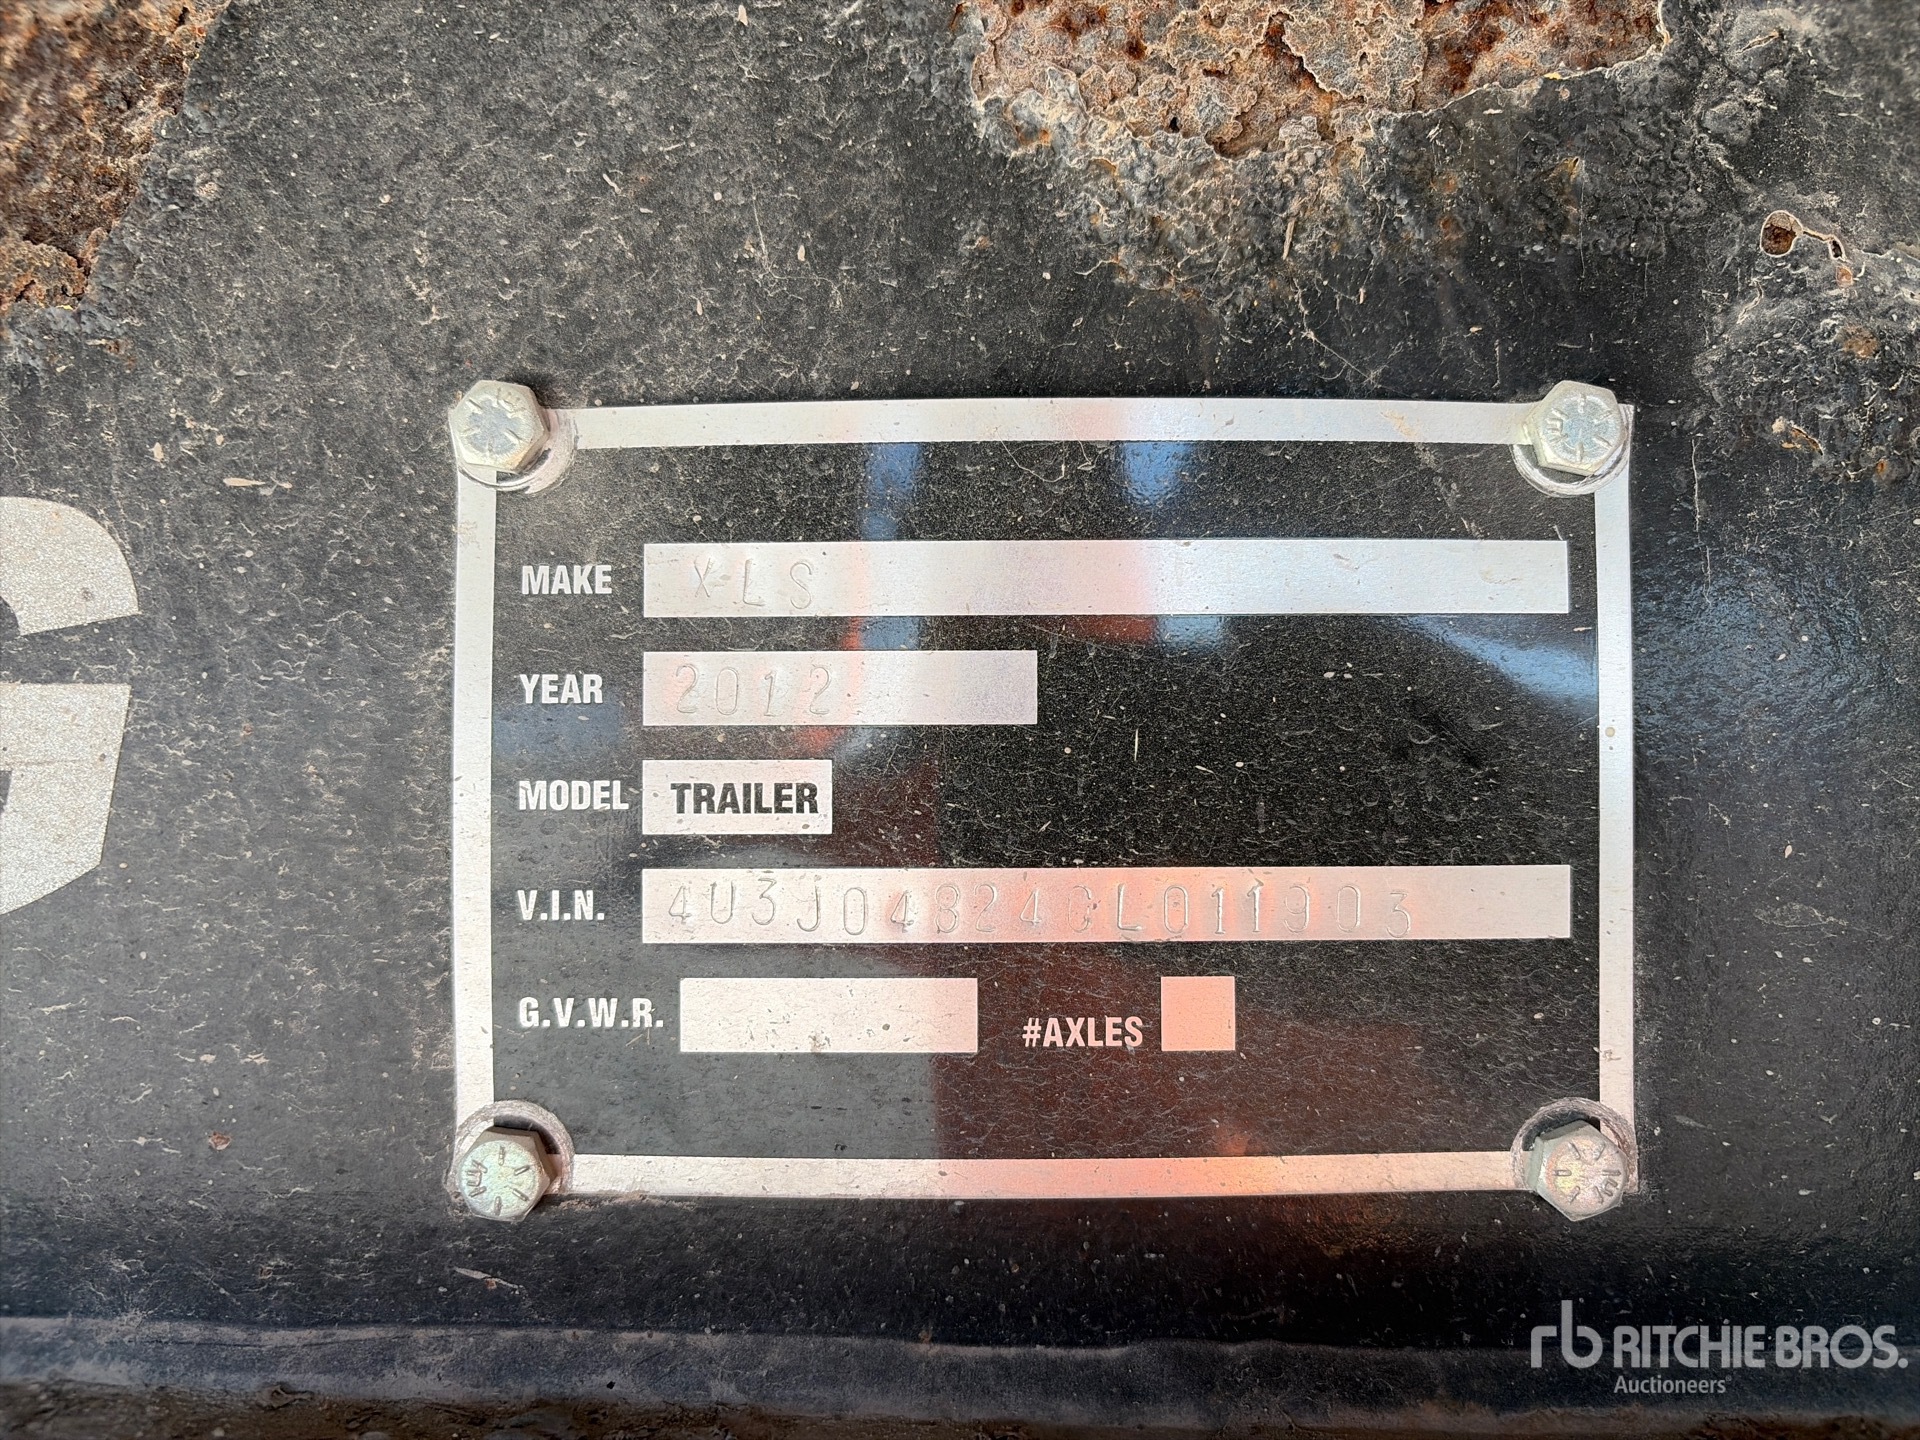 MAKE XLS
YEAR 2012
MODEL TRAILER
V.I.N. 4U3J04824CL011903
G.V.W.R. #AXLES
rb RITCHIE BROS.
Auctioneers